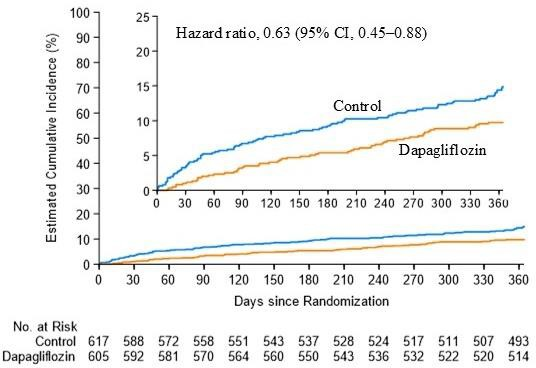 Estimated Cumulative Incidence (%)
100
90
80
70
60
50
40
30
20
10
0
25
20
15
10
5
0
Hazard ratio, 0.63 (95% CI, 0.45–0.88)
Control
Dapagliflozin
0 30 60 90 120 150 180 210 240 270 300 330 360
0 30 60 90 120 150 180 210 240 270 300 330 360
Days since Randomization
No. at Risk
Control 617 588 572 558 551 543 537 528 524 517 511 507 493
Dapagliflozin 605 592 581 570 564 560 550 543 536 532 522 520 514